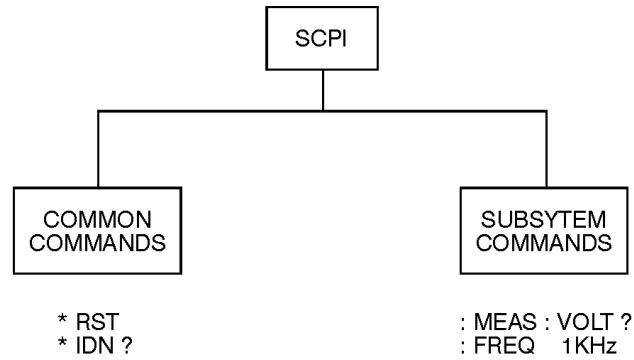 SCPI
COMMON
COMMANDS
SUBSYTEM
COMMANDS
* RST
* IDN ?
: MEAS : VOLT ?
: FREQ 1KHz